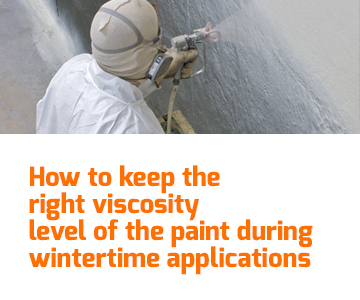 How to keep the
right viscosity
level of the paint during
wintertime applications